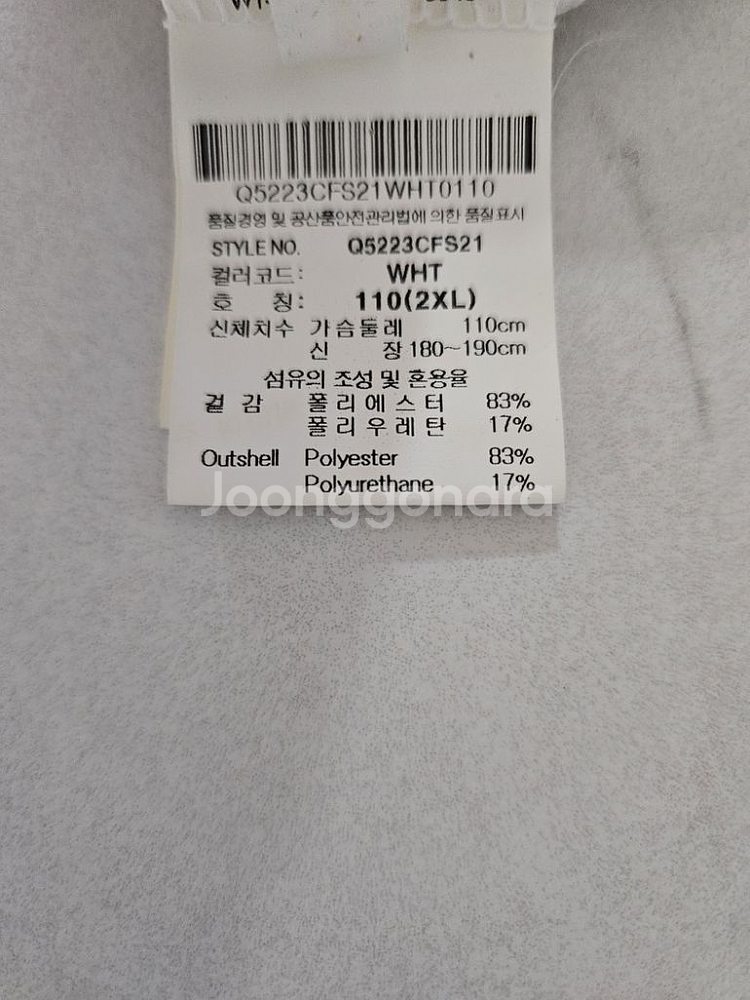 Q5223CFS21WHT0110
품질경영 및 공산품안전관리법에 의한 품질표시
STYLE NO. Q5223CFS21
컬러코드: WHT
호 칭: 110(2XL)
신체치수 가슴둘레 110cm
신 장 180~190cm
섬유의 조성 및 혼용율
겉 감 폴리에스터 83%
폴리우레탄 17%
Outshell Polyester 83%
Polyurethane 17%
Joonggonara